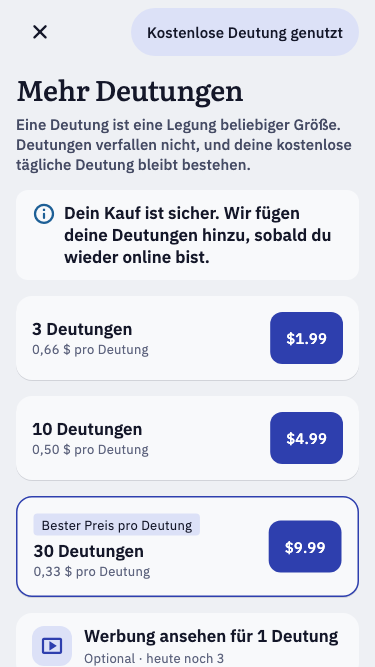 Kostenlose Deutung genutzt
Mehr Deutungen
Eine Deutung ist eine Legung beliebiger Größe.
Deutungen verfallen nicht, und deine kostenlose
tägliche Deutung bleibt bestehen.
Dein Kauf ist sicher. Wir fügen
deine Deutungen hinzu, sobald du
wieder online bist.
3 Deutungen
0,66 $ pro Deutung
$1.99
10 Deutungen
0,50 $ pro Deutung
$4.99
Bester Preis pro Deutung
30 Deutungen
0,33 $ pro Deutung
$9.99
Werbung ansehen für 1 Deutung
Optional · heute noch 3